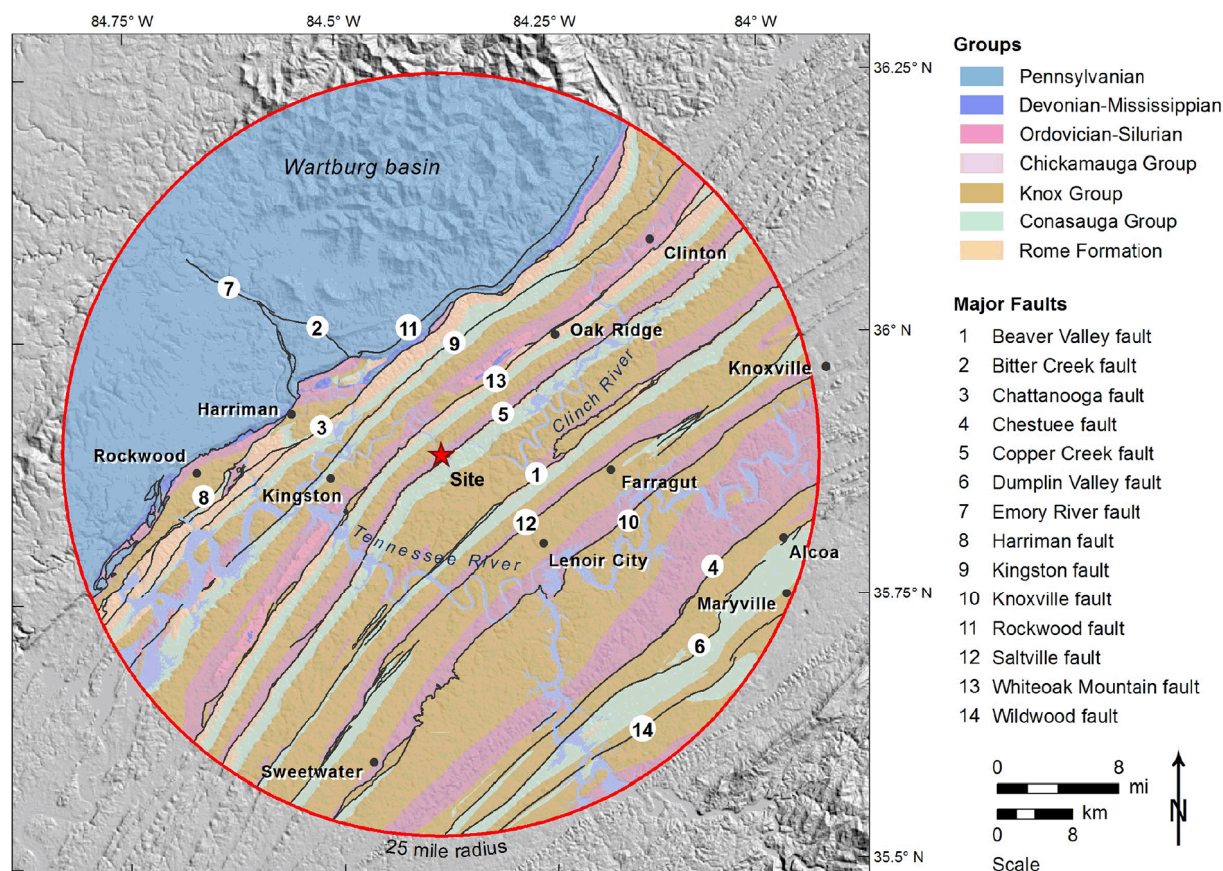 84.75° W
84.5° W
84.25° W
84° W
36.25° N
36° N
35.75° N
35.5° N
Wartburg basin
Clinton
7
2
11
9
Oak Ridge
Knoxville
13
Harriman
3
5
Clinch River
Rockwood
8
Kingston
Site
1
Farragut
12
10
Tennessee River
Lenoir City
Alcoa
4
Maryville
6
14
Sweetwater
25 mile radius
Groups
Pennsylvanian
Devonian-Mississippian
Ordovician-Silurian
Chickamauga Group
Knox Group
Conasauga Group
Rome Formation
Major Faults
1 Beaver Valley fault
2 Bitter Creek fault
3 Chattanooga fault
4 Chestuee fault
5 Copper Creek fault
6 Dumplin Valley fault
7 Emory River fault
8 Harriman fault
9 Kingston fault
10 Knoxville fault
11 Rockwood fault
12 Saltville fault
13 Whiteoak Mountain fault
14 Wildwood fault
0 8
mi
km
0 8
Scale
N